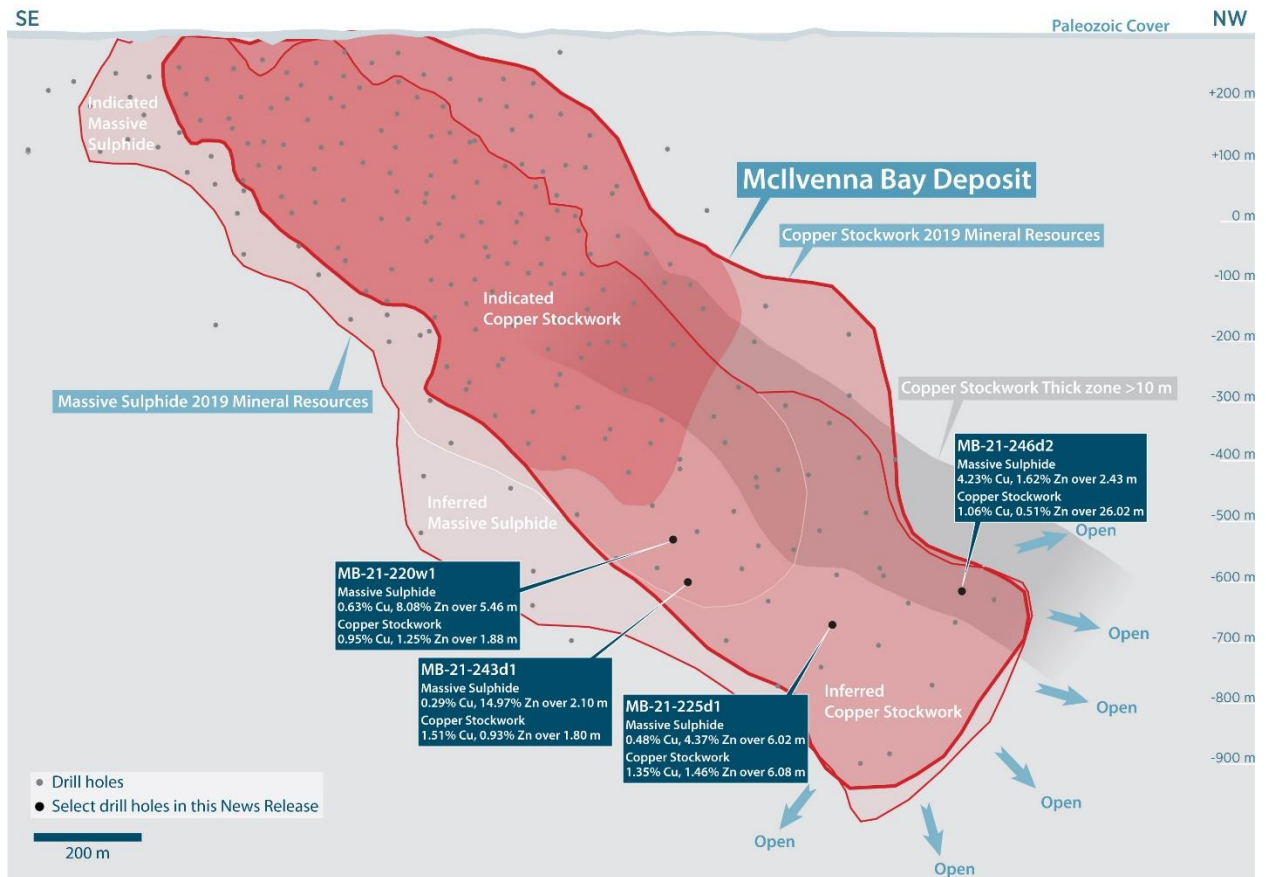 SE
NW
Paleozoic Cover
+200 m
+100 m
0 m
-100 m
-200 m
-300 m
-400 m
-500 m
-600 m
-700 m
-800 m
-900 m
Indicated
Massive
Sulphide
McIlvenna Bay Deposit
Copper Stockwork 2019 Mineral Resources
Indicated
Copper Stockwork
Massive Sulphide 2019 Mineral Resources
Copper Stockwork Thick zone >10 m
Inferred
Massive Sulphide
MB-21-246d2
Massive Sulphide
4.23% Cu, 1.62% Zn over 2.43 m
Copper Stockwork
1.06% Cu, 0.51% Zn over 26.02 m
MB-21-220w1
Massive Sulphide
0.63% Cu, 8.08% Zn over 5.46 m
Copper Stockwork
0.95% Cu, 1.25% Zn over 1.88 m
MB-21-243d1
Massive Sulphide
0.29% Cu, 14.97% Zn over 2.10 m
Copper Stockwork
1.51% Cu, 0.93% Zn over 1.80 m
MB-21-225d1
Massive Sulphide
0.48% Cu, 4.37% Zn over 6.02 m
Copper Stockwork
1.35% Cu, 1.46% Zn over 6.08 m
Inferred
Copper Stockwork
Open
Open
Open
Open
Open
Open
Drill holes
Select drill holes in this News Release
200 m